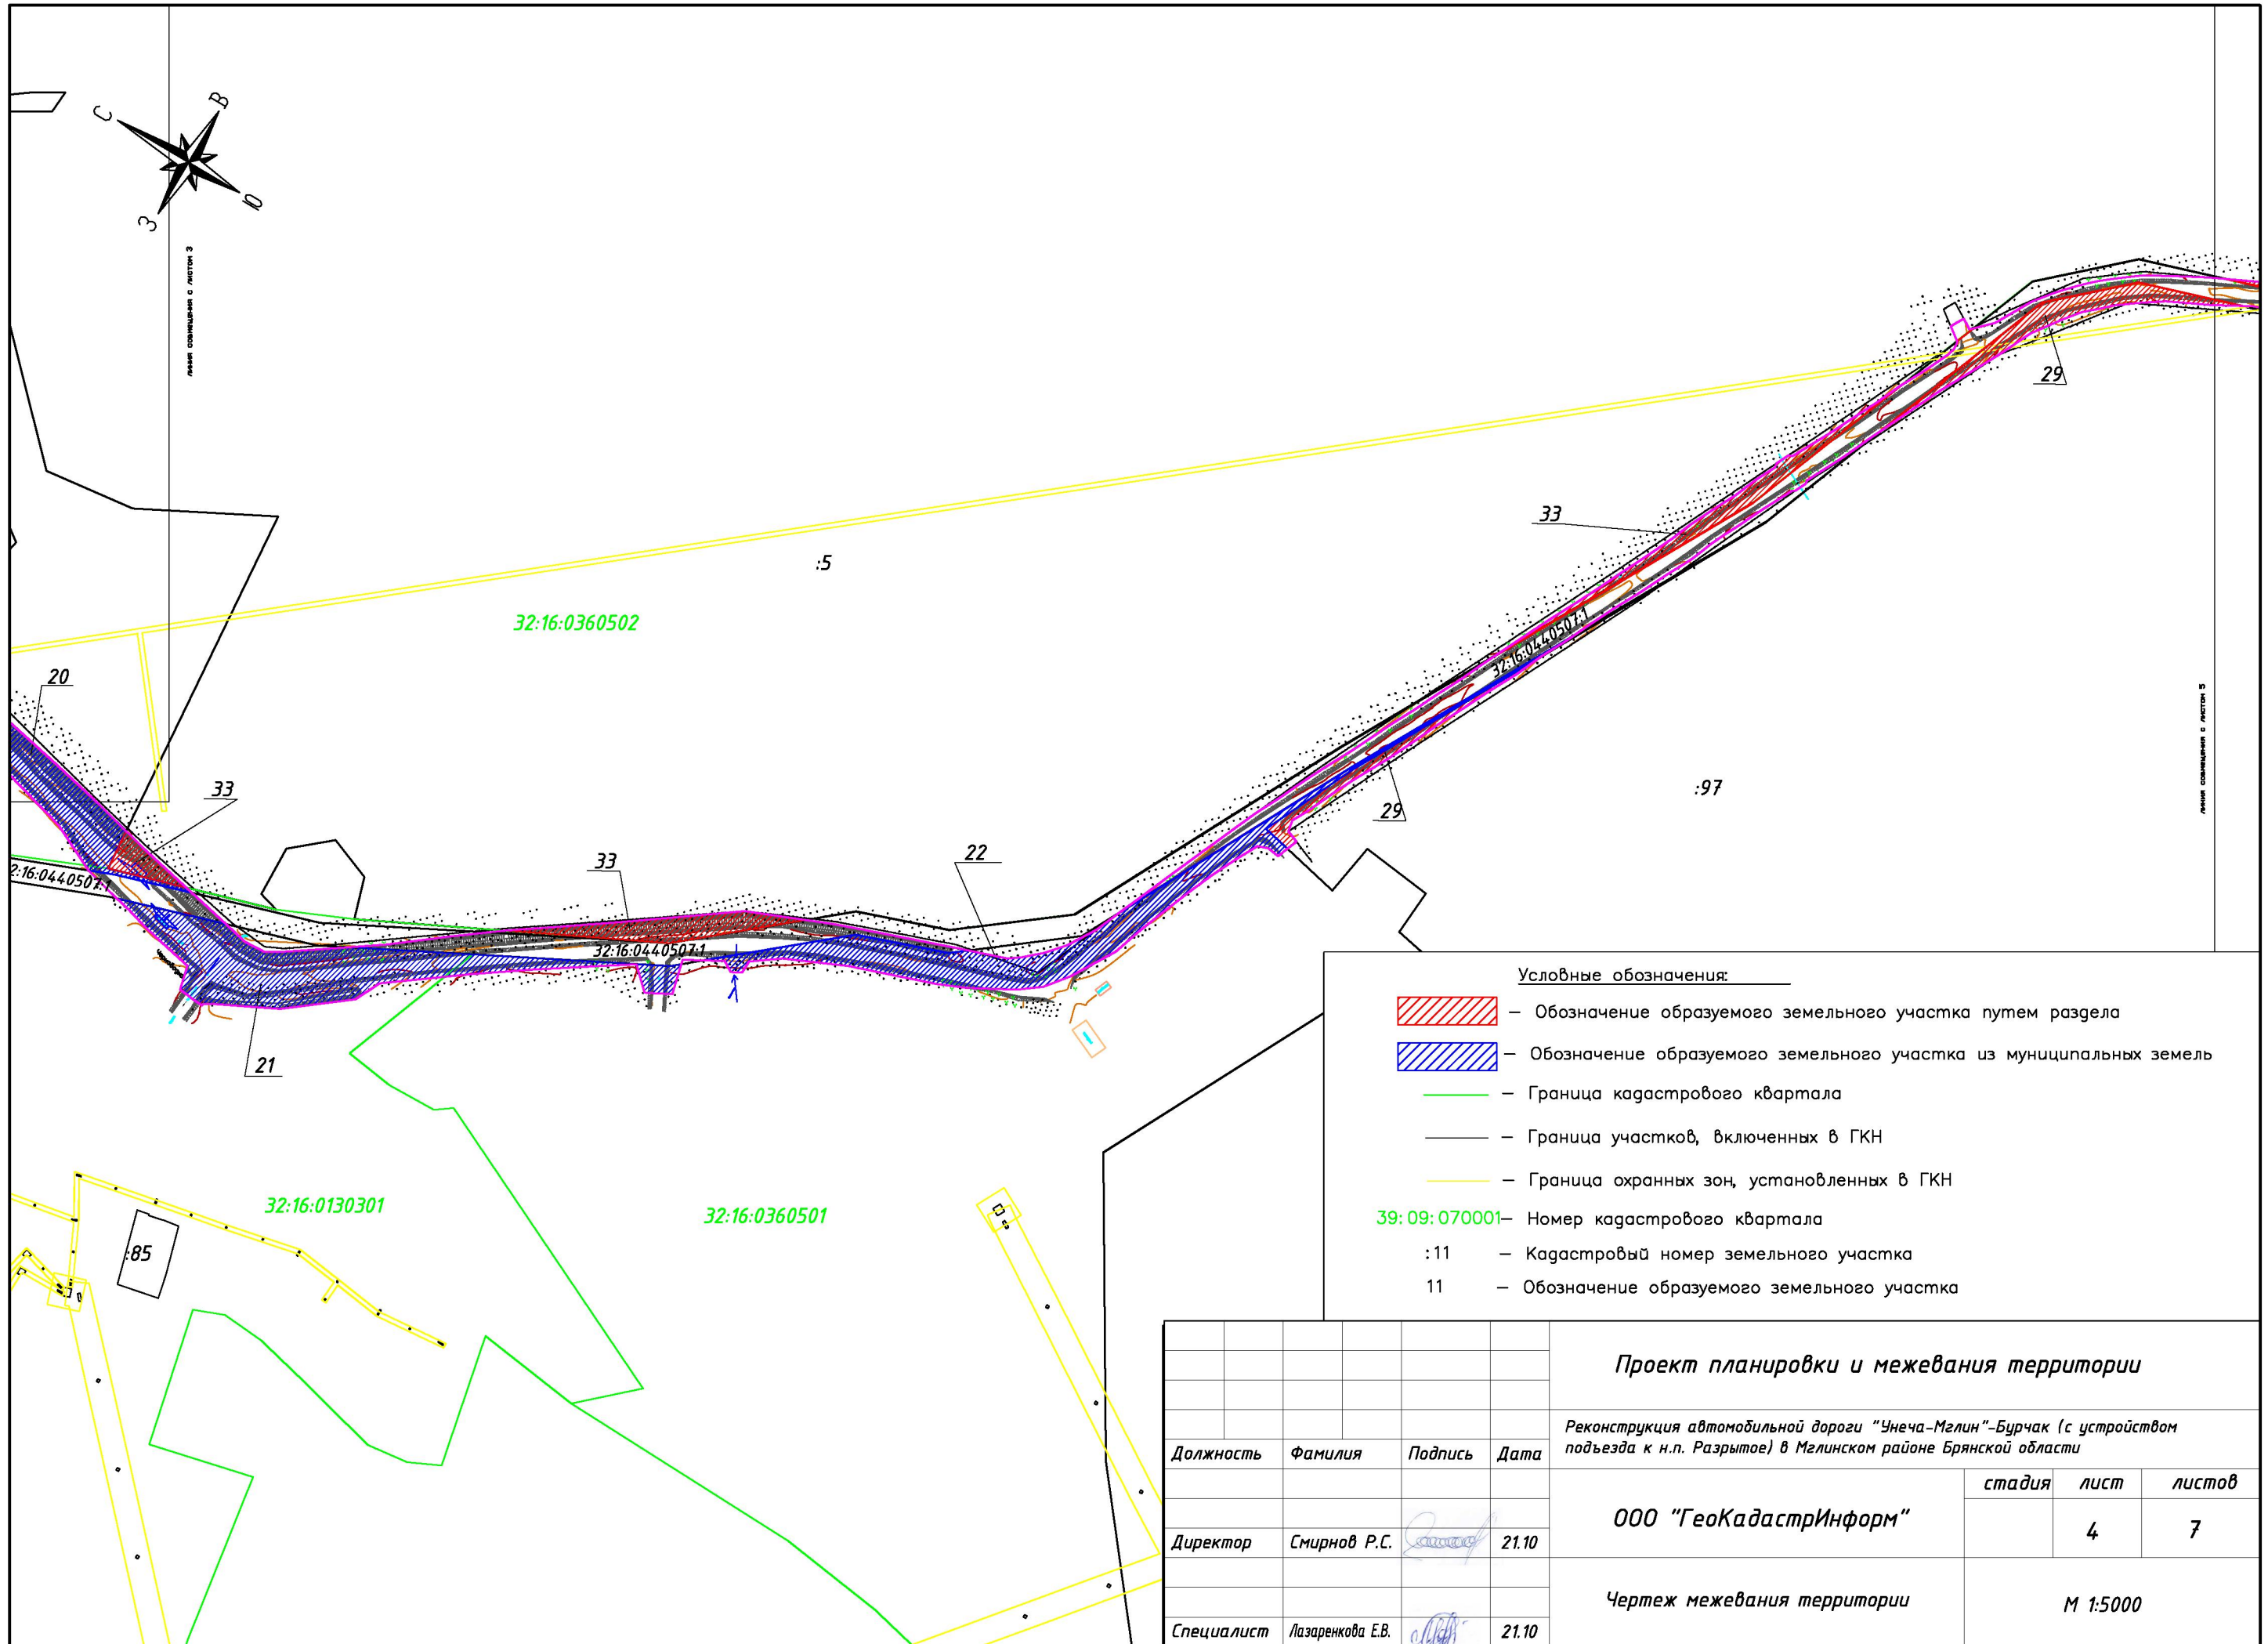 С
В
З
Ю
линия совмещения с листом 3
29
33
:5
32:16:0360502
32:16:0440507:1
20
линия совмещения с листом 5
33
:97
29
33
22
2:16:0440507:1
32:16:0440507:1
21
32:16:0130301
32:16:0360501
:85
Условные обозначения:
– Обозначение образуемого земельного участка путем раздела
– Обозначение образуемого земельного участка из муниципальных земель
– Граница кадастрового квартала
– Граница участков, включенных в ГКН
– Граница охранных зон, установленных в ГКН
39:09:070001– Номер кадастрового квартала
:11 – Кадастровый номер земельного участка
11 – Обозначение образуемого земельного участка
Проект планировки и межевания территории
Реконструкция автомобильной дороги "Унеча-Мглин"-Бурчак (с устройством
подъезда к н.п. Разрытое) в Мглинском районе Брянской области
Должность Фамилия Подпись Дата
стадия лист листов
ООО "ГеоКадастрИнформ"
4 7
Директор Смирнов Р.С. 21.10
Чертеж межевания территории
М 1:5000
Специалист Лазаренкова Е.В. 21.10